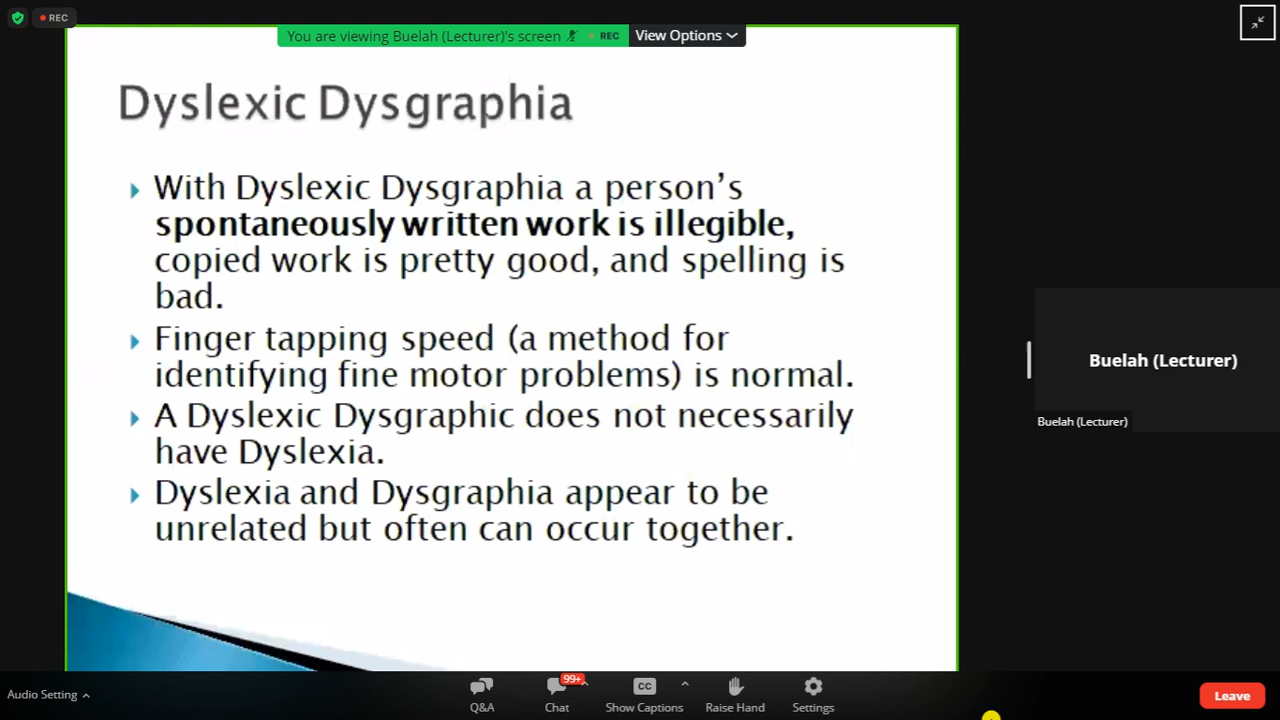 REC
You are viewing Buelah (Lecturer)'s screen REC View Options
Dyslexic Dysgraphia
With Dyslexic Dysgraphia a person's
spontaneously written work is illegible,
copied work is pretty good, and spelling is
bad.
Finger tapping speed (a method for
identifying fine motor problems) is normal.
A Dyslexic Dysgraphic does not necessarily
have Dyslexia.
Dyslexia and Dysgraphia appear to be
unrelated but often can occur together.
Buelah (Lecturer)
Buelah (Lecturer)
Audio Setting
Q&A
99+
Chat
CC
Show Captions
Raise Hand
Settings
Leave